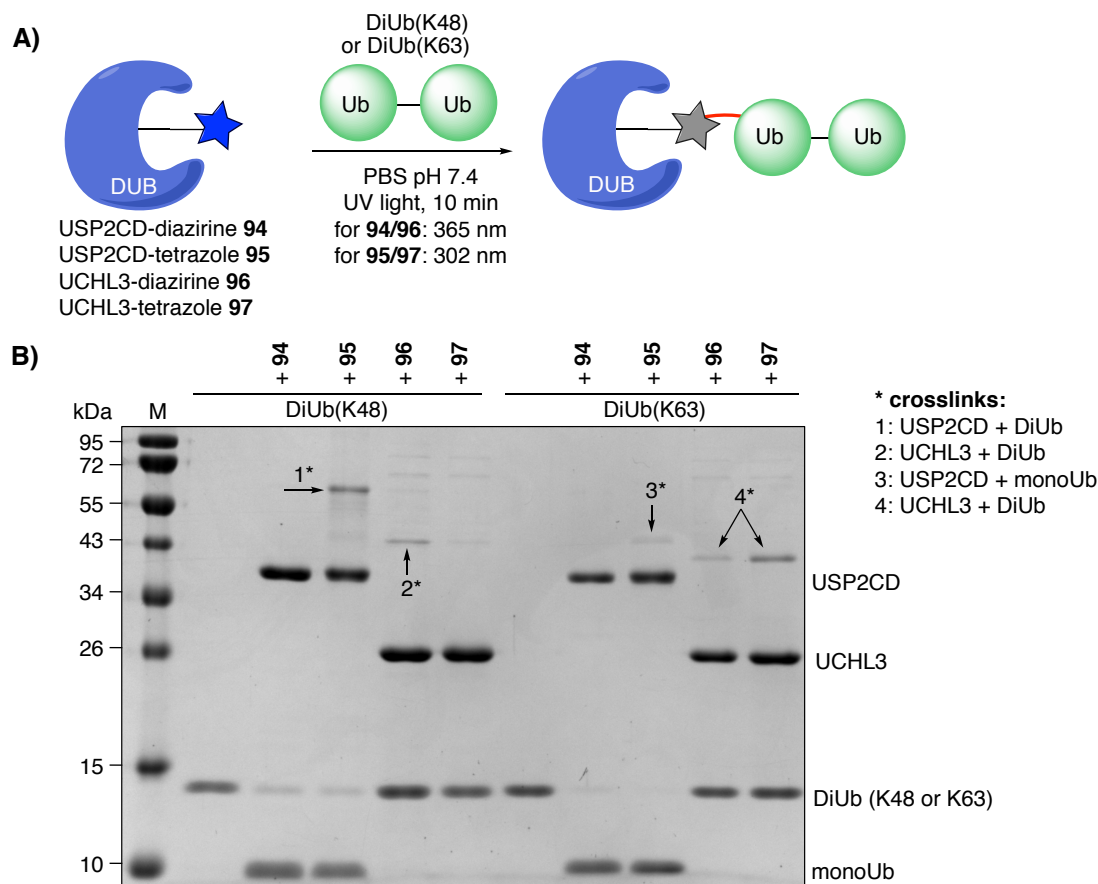 A)
DiUb(K48)
or DiUb(K63)
Ub Ub
DUB
PBS pH 7.4
UV light, 10 min
for 94/96: 365 nm
for 95/97: 302 nm
DUB
Ub Ub
USP2CD-diazirine 94
USP2CD-tetrazole 95
UCHL3-diazirine 96
UCHL3-tetrazole 97
B)
+ 94 + 95 + 96 + 97 + 94 + 95 + 96 + 97
kDa M DiUb(K48) DiUb(K63)
95
72
55
43
34
26
15
10
1*
2*
3*
4*
USP2CD
UCHL3
DiUb (K48 or K63)
monoUb
* crosslinks:
1: USP2CD + DiUb
2: UCHL3 + DiUb
3: USP2CD + monoUb
4: UCHL3 + DiUb